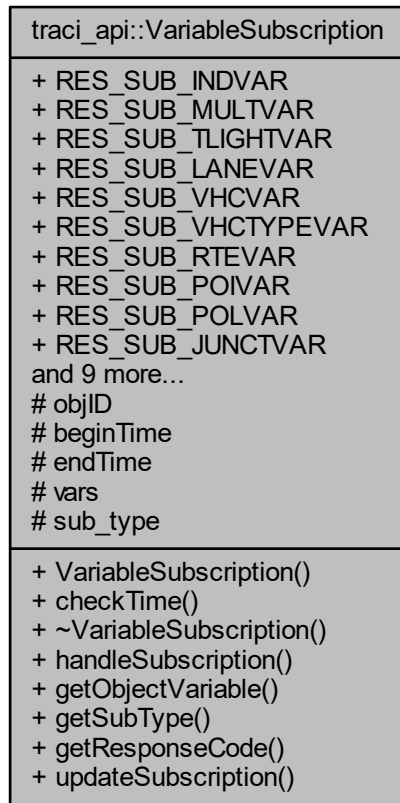 traci_api::VariableSubscription
+ RES_SUB_INDVAR
+ RES_SUB_MULTVAR
+ RES_SUB_TLIGHTVAR
+ RES_SUB_LANEVAR
+ RES_SUB_VHCVAR
+ RES_SUB_VHCTYPEVAR
+ RES_SUB_RTEVAR
+ RES_SUB_POIVAR
+ RES_SUB_POLVAR
+ RES_SUB_JUNCTVAR
and 9 more...
# objID
# beginTime
# endTime
# vars
# sub_type
+ VariableSubscription()
+ checkTime()
+ ~VariableSubscription()
+ handleSubscription()
+ getObjectVariable()
+ getSubType()
+ getResponseCode()
+ updateSubscription()